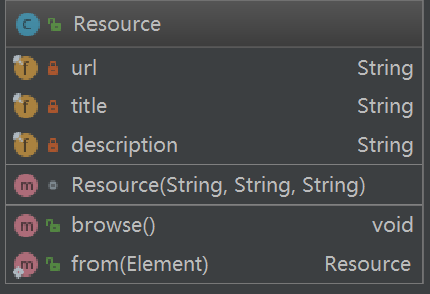 C Resource
f url String
f title String
f description String
m Resource(String, String, String)
m browse() void
m from(Element) Resource